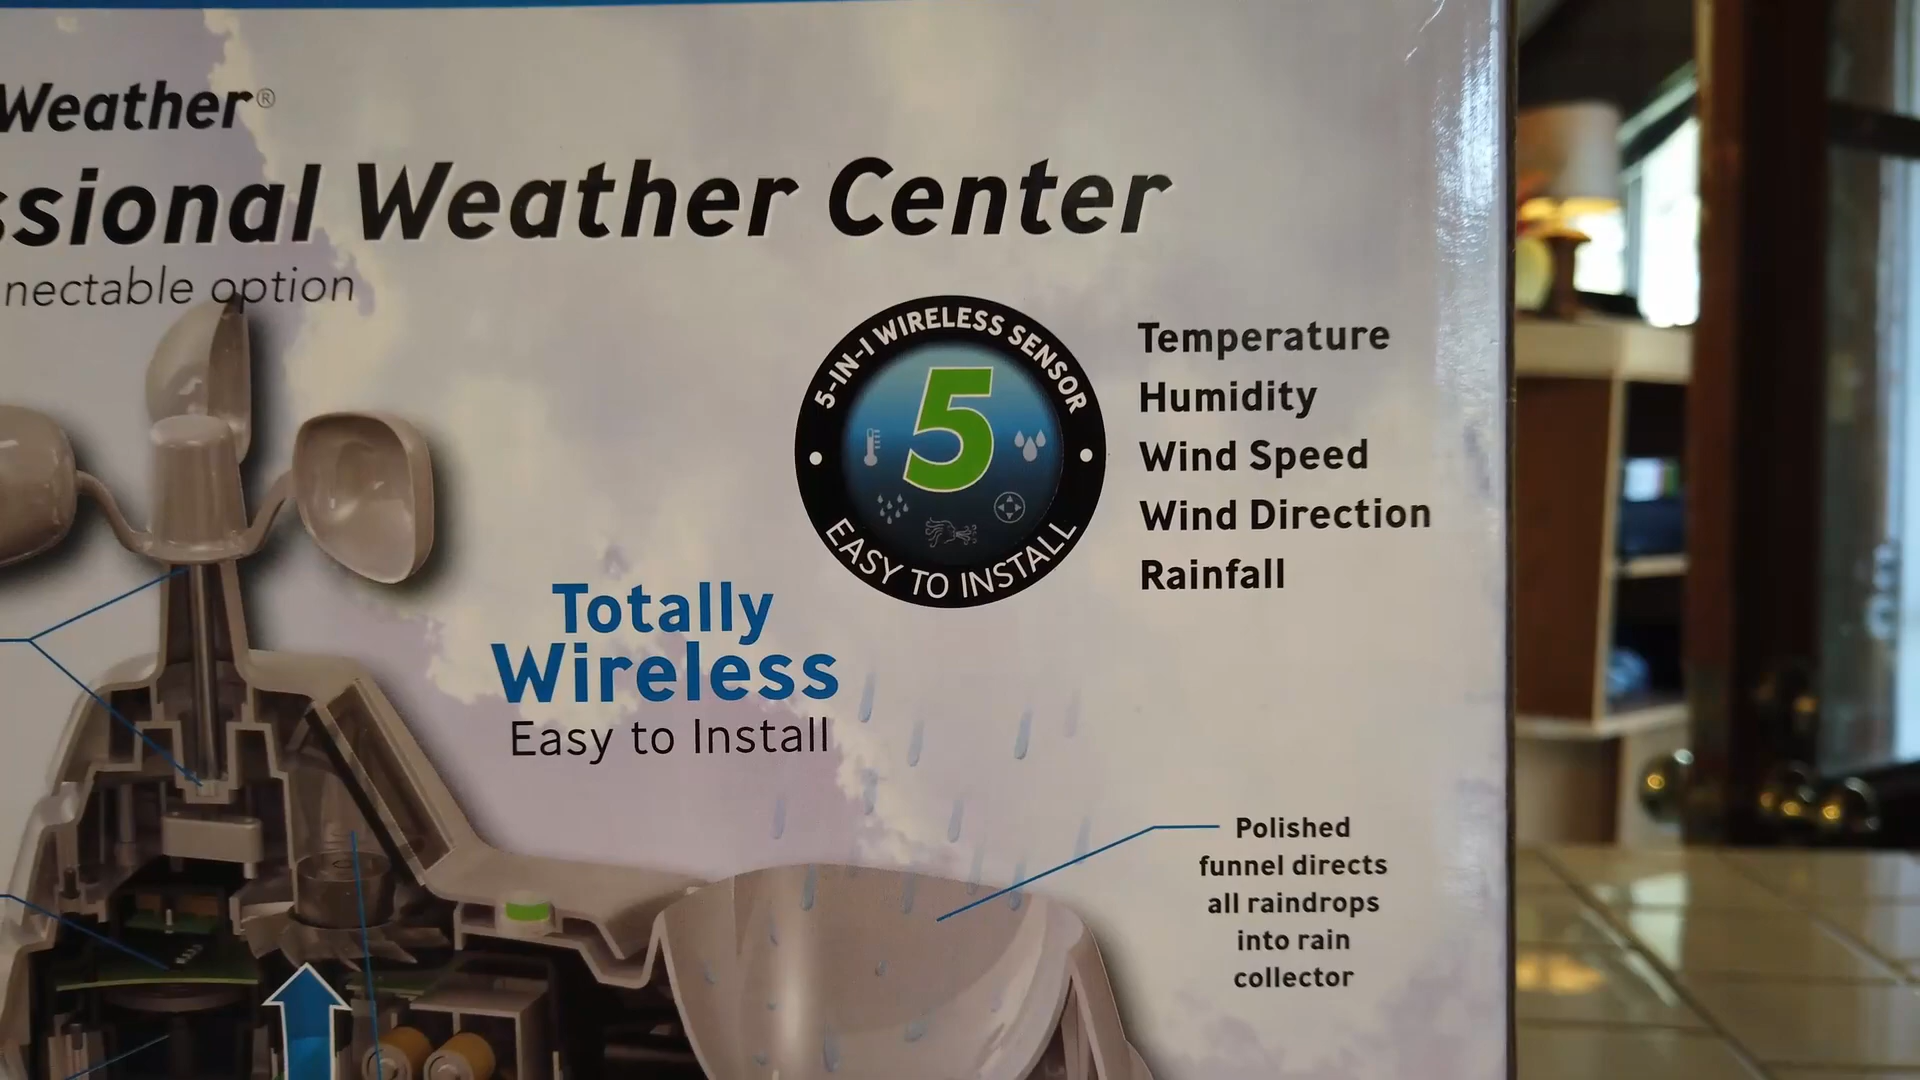 Weather®
ssional Weather Center
nectable option
5-IN-1 WIRELESS SENSOR
5
EASY TO INSTALL
Temperature
Humidity
Wind Speed
Wind Direction
Rainfall
Totally
Wireless
Easy to Install
Polished
funnel directs
all raindrops
into rain
collector